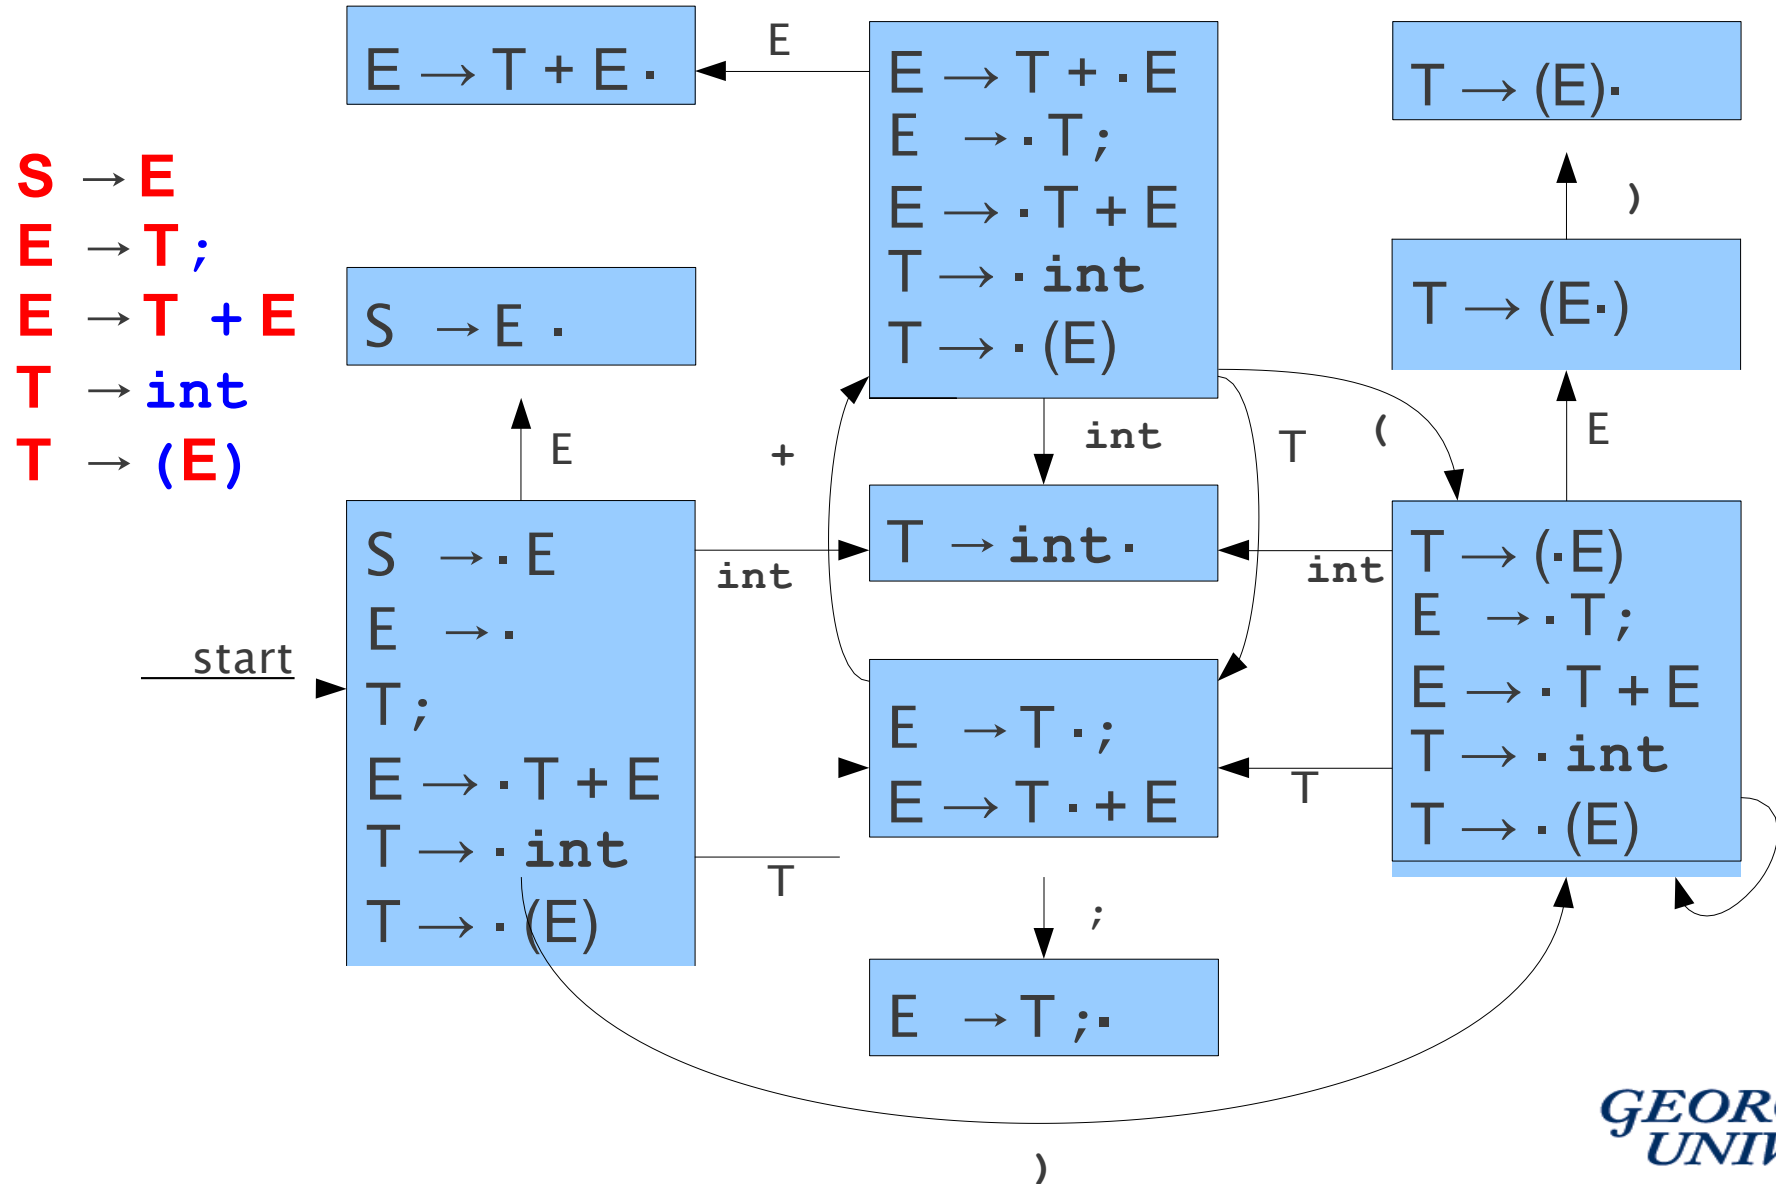 S → E
E → T ;
E → T + E
T → int
T → (E)
start
E → T + E ·
E
E → T + · E
E → · T ;
E → · T + E
T → · int
T → · (E)
T → (E)·
)
T → (E·)
E
S → E ·
E
+
int
T
(
S → · E
E → ·
T ;
E → · T + E
T → · int
T → · (E)
int
T → int ·
int
T → (·E)
E → · T ;
E → · T + E
T → · int
T → · (E)
E → T · ;
E → T · + E
T
T
;
E → T ; ·
)